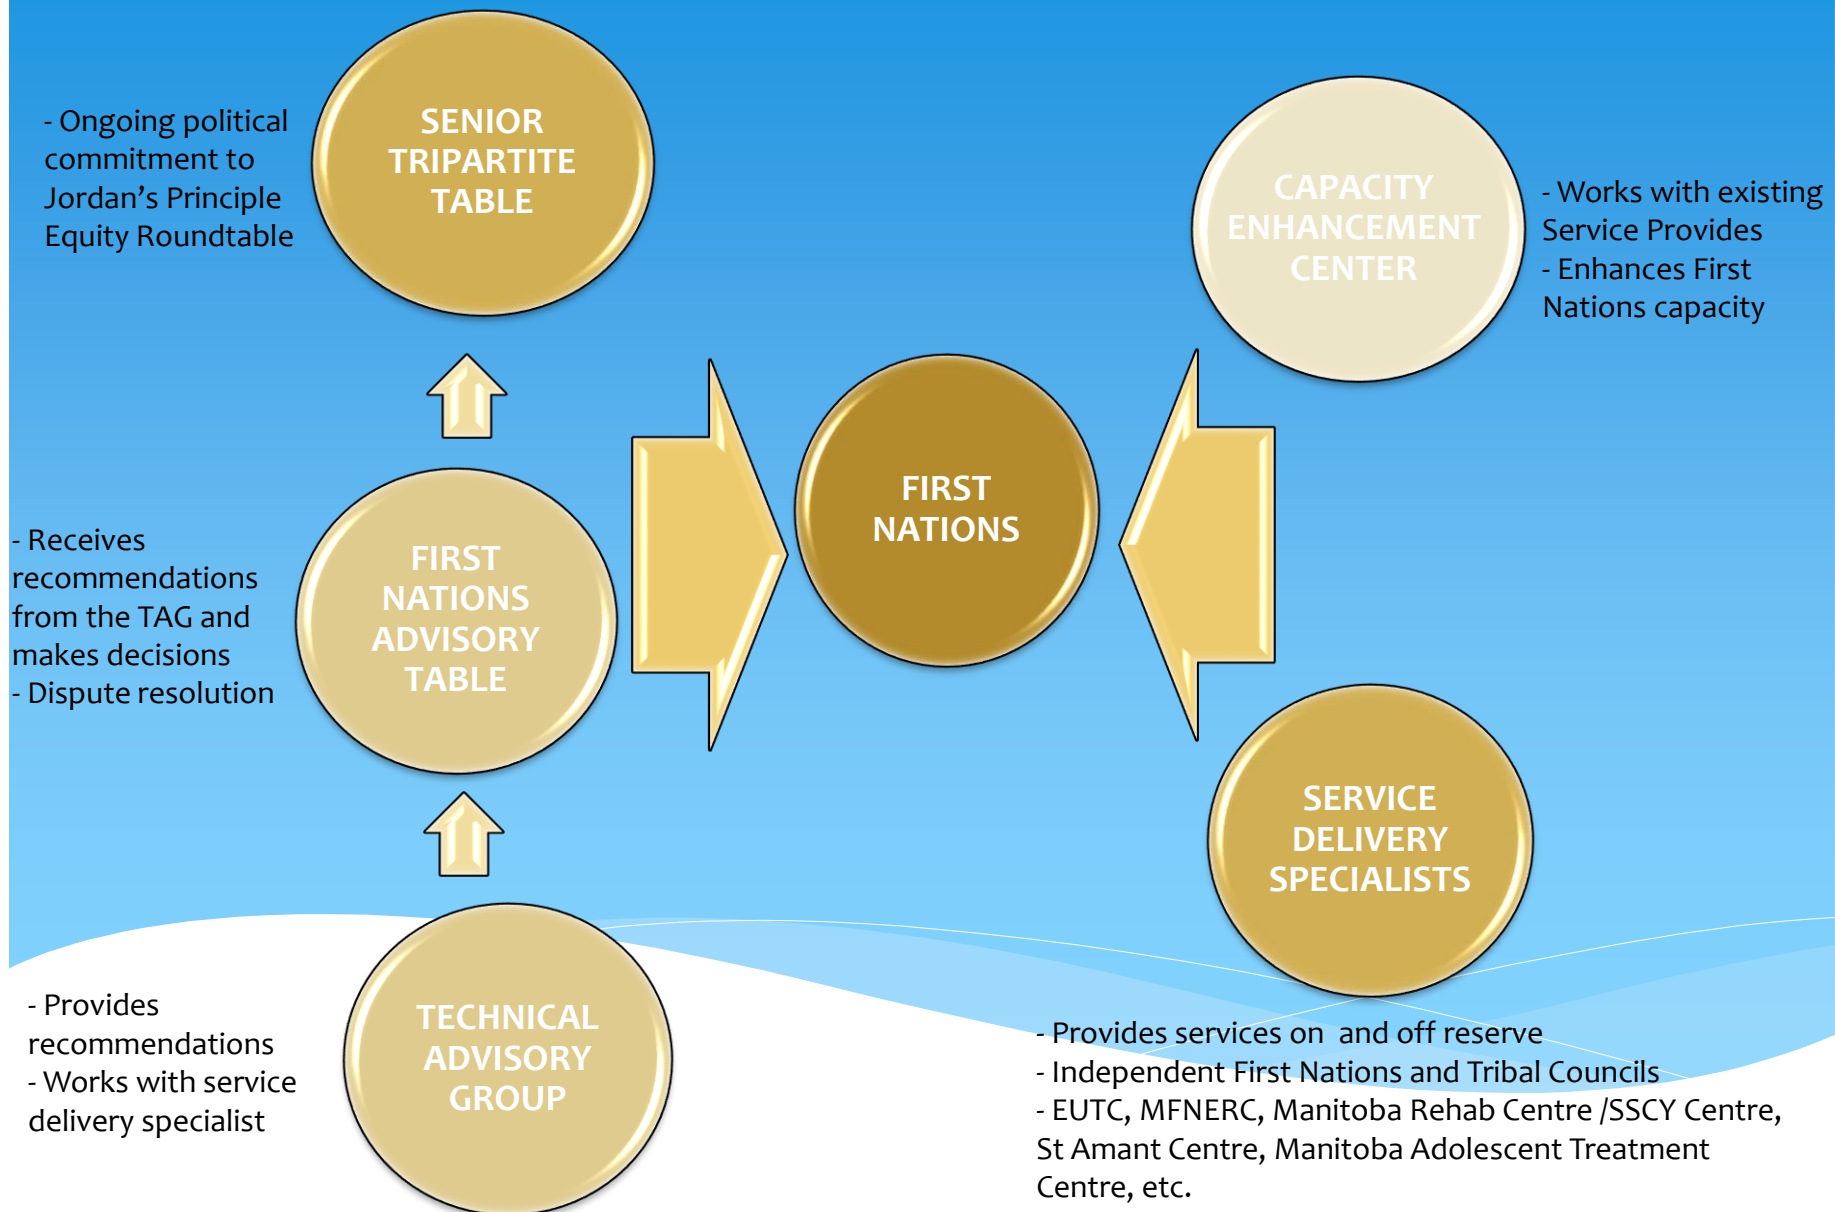 - Ongoing political
commitment to
Jordan’s Principle
Equity Roundtable
SENIOR
TRIPARTITE
TABLE
CAPACITY
ENHANCEMENT
CENTER
- Works with existing
Service Provides
- Enhances First
Nations capacity
- Receives
recommendations
from the TAG and
makes decisions
- Dispute resolution
FIRST
NATIONS
ADVISORY
TABLE
FIRST
NATIONS
SERVICE
DELIVERY
SPECIALISTS
- Provides
recommendations
- Works with service
delivery specialist
TECHNICAL
ADVISORY
GROUP
- Provides services on  and off reserve
- Independent First Nations and Tribal Councils
- EUTC, MFNERC, Manitoba Rehab Centre /SSCY Centre,
St Amant Centre, Manitoba Adolescent Treatment
Centre, etc.